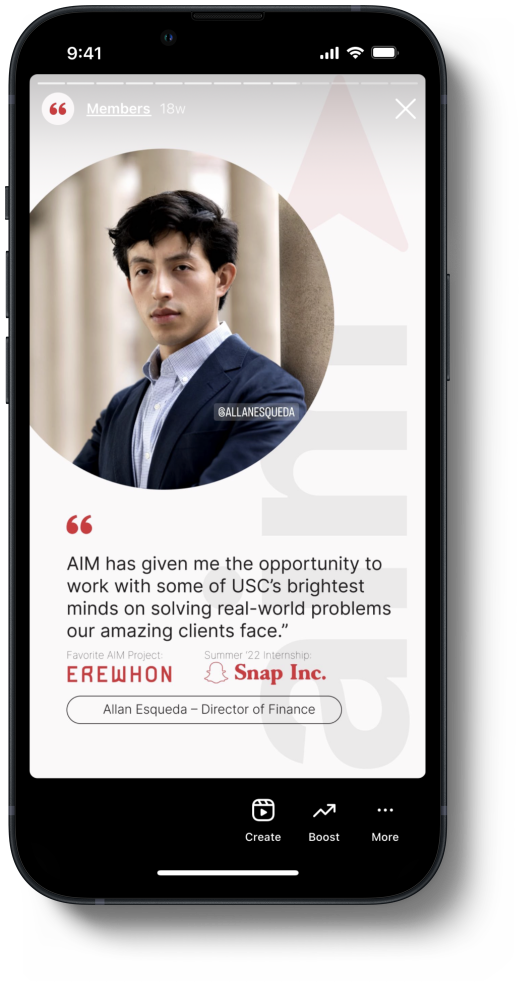 9:41
Members 18w
@ALLANESQUEDA
“
AIM has given me the opportunity to
work with some of USC’s brightest
minds on solving real-world problems
our amazing clients face.”
Favorite AIM Project: Summer '22 Internship:
EREWHON Snap Inc.
Allan Esqueda – Director of Finance
aim
Create Boost More